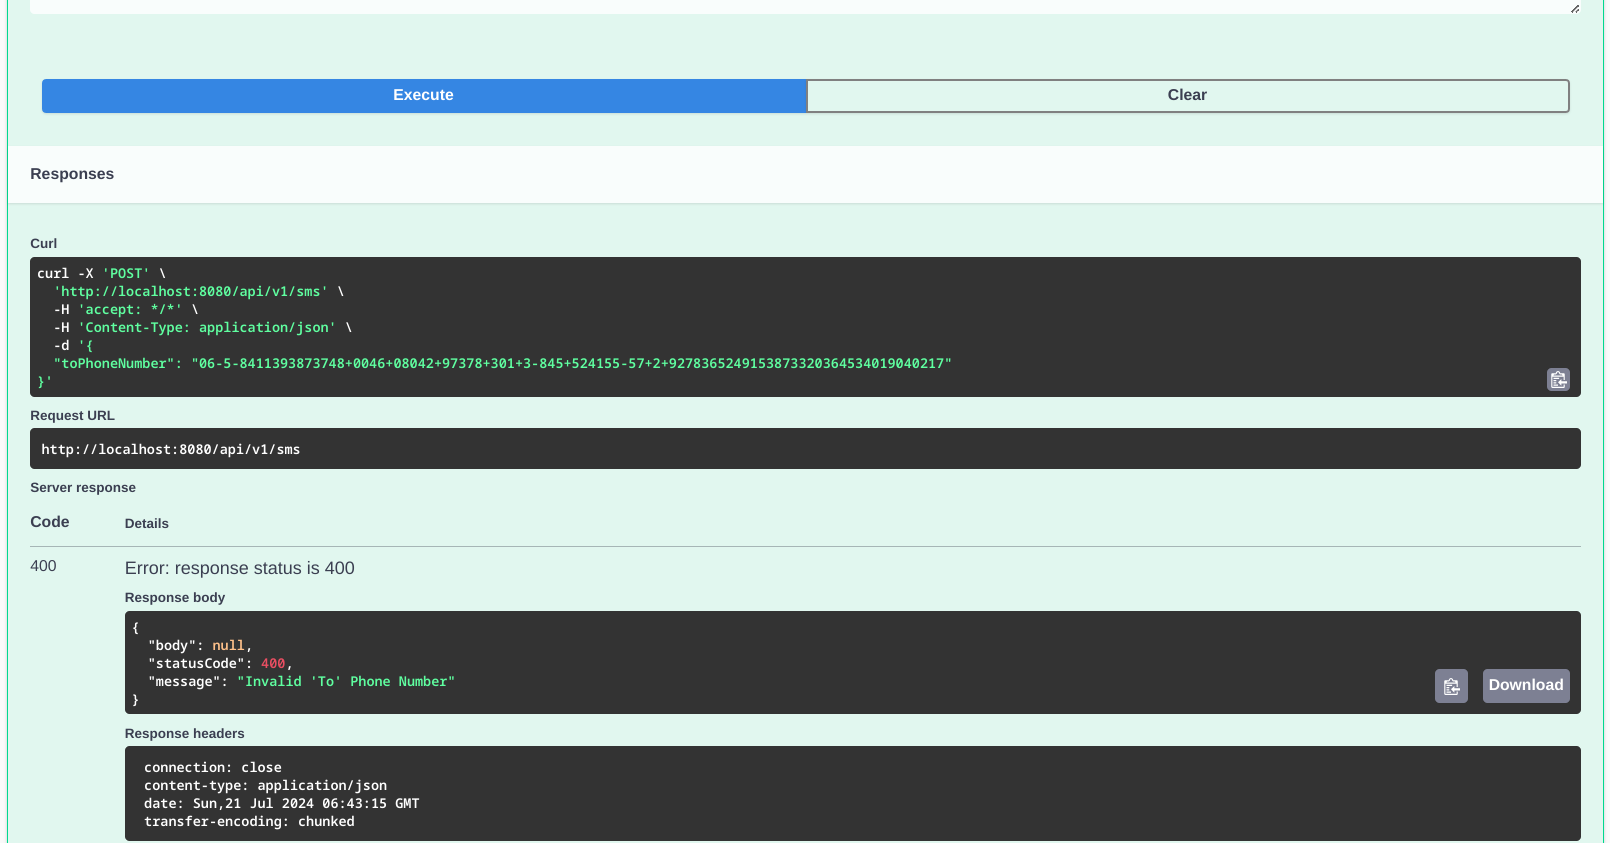 Execute
Clear
Responses
Curl
curl -X 'POST' \
'http://localhost:8080/api/v1/sms' \
-H 'accept: */*' \
-H 'Content-Type: application/json' \
-d '{
"toPhoneNumber": "06-5-8411393873748+0046+08042+97378+301+3-845+524155-57+2+92783652491538733203645340190­40217"
}'
Request URL
http://localhost:8080/api/v1/sms
Server response
Code
Details
400
Error: response status is 400
Response body
{
"body": null,
"statusCode": 400,
"message": "Invalid 'To' Phone Number"
}
Download
Response headers
connection: close
content-type: application/json
date: Sun,21 Jul 2024 06:43:15 GMT
transfer-encoding: chunked